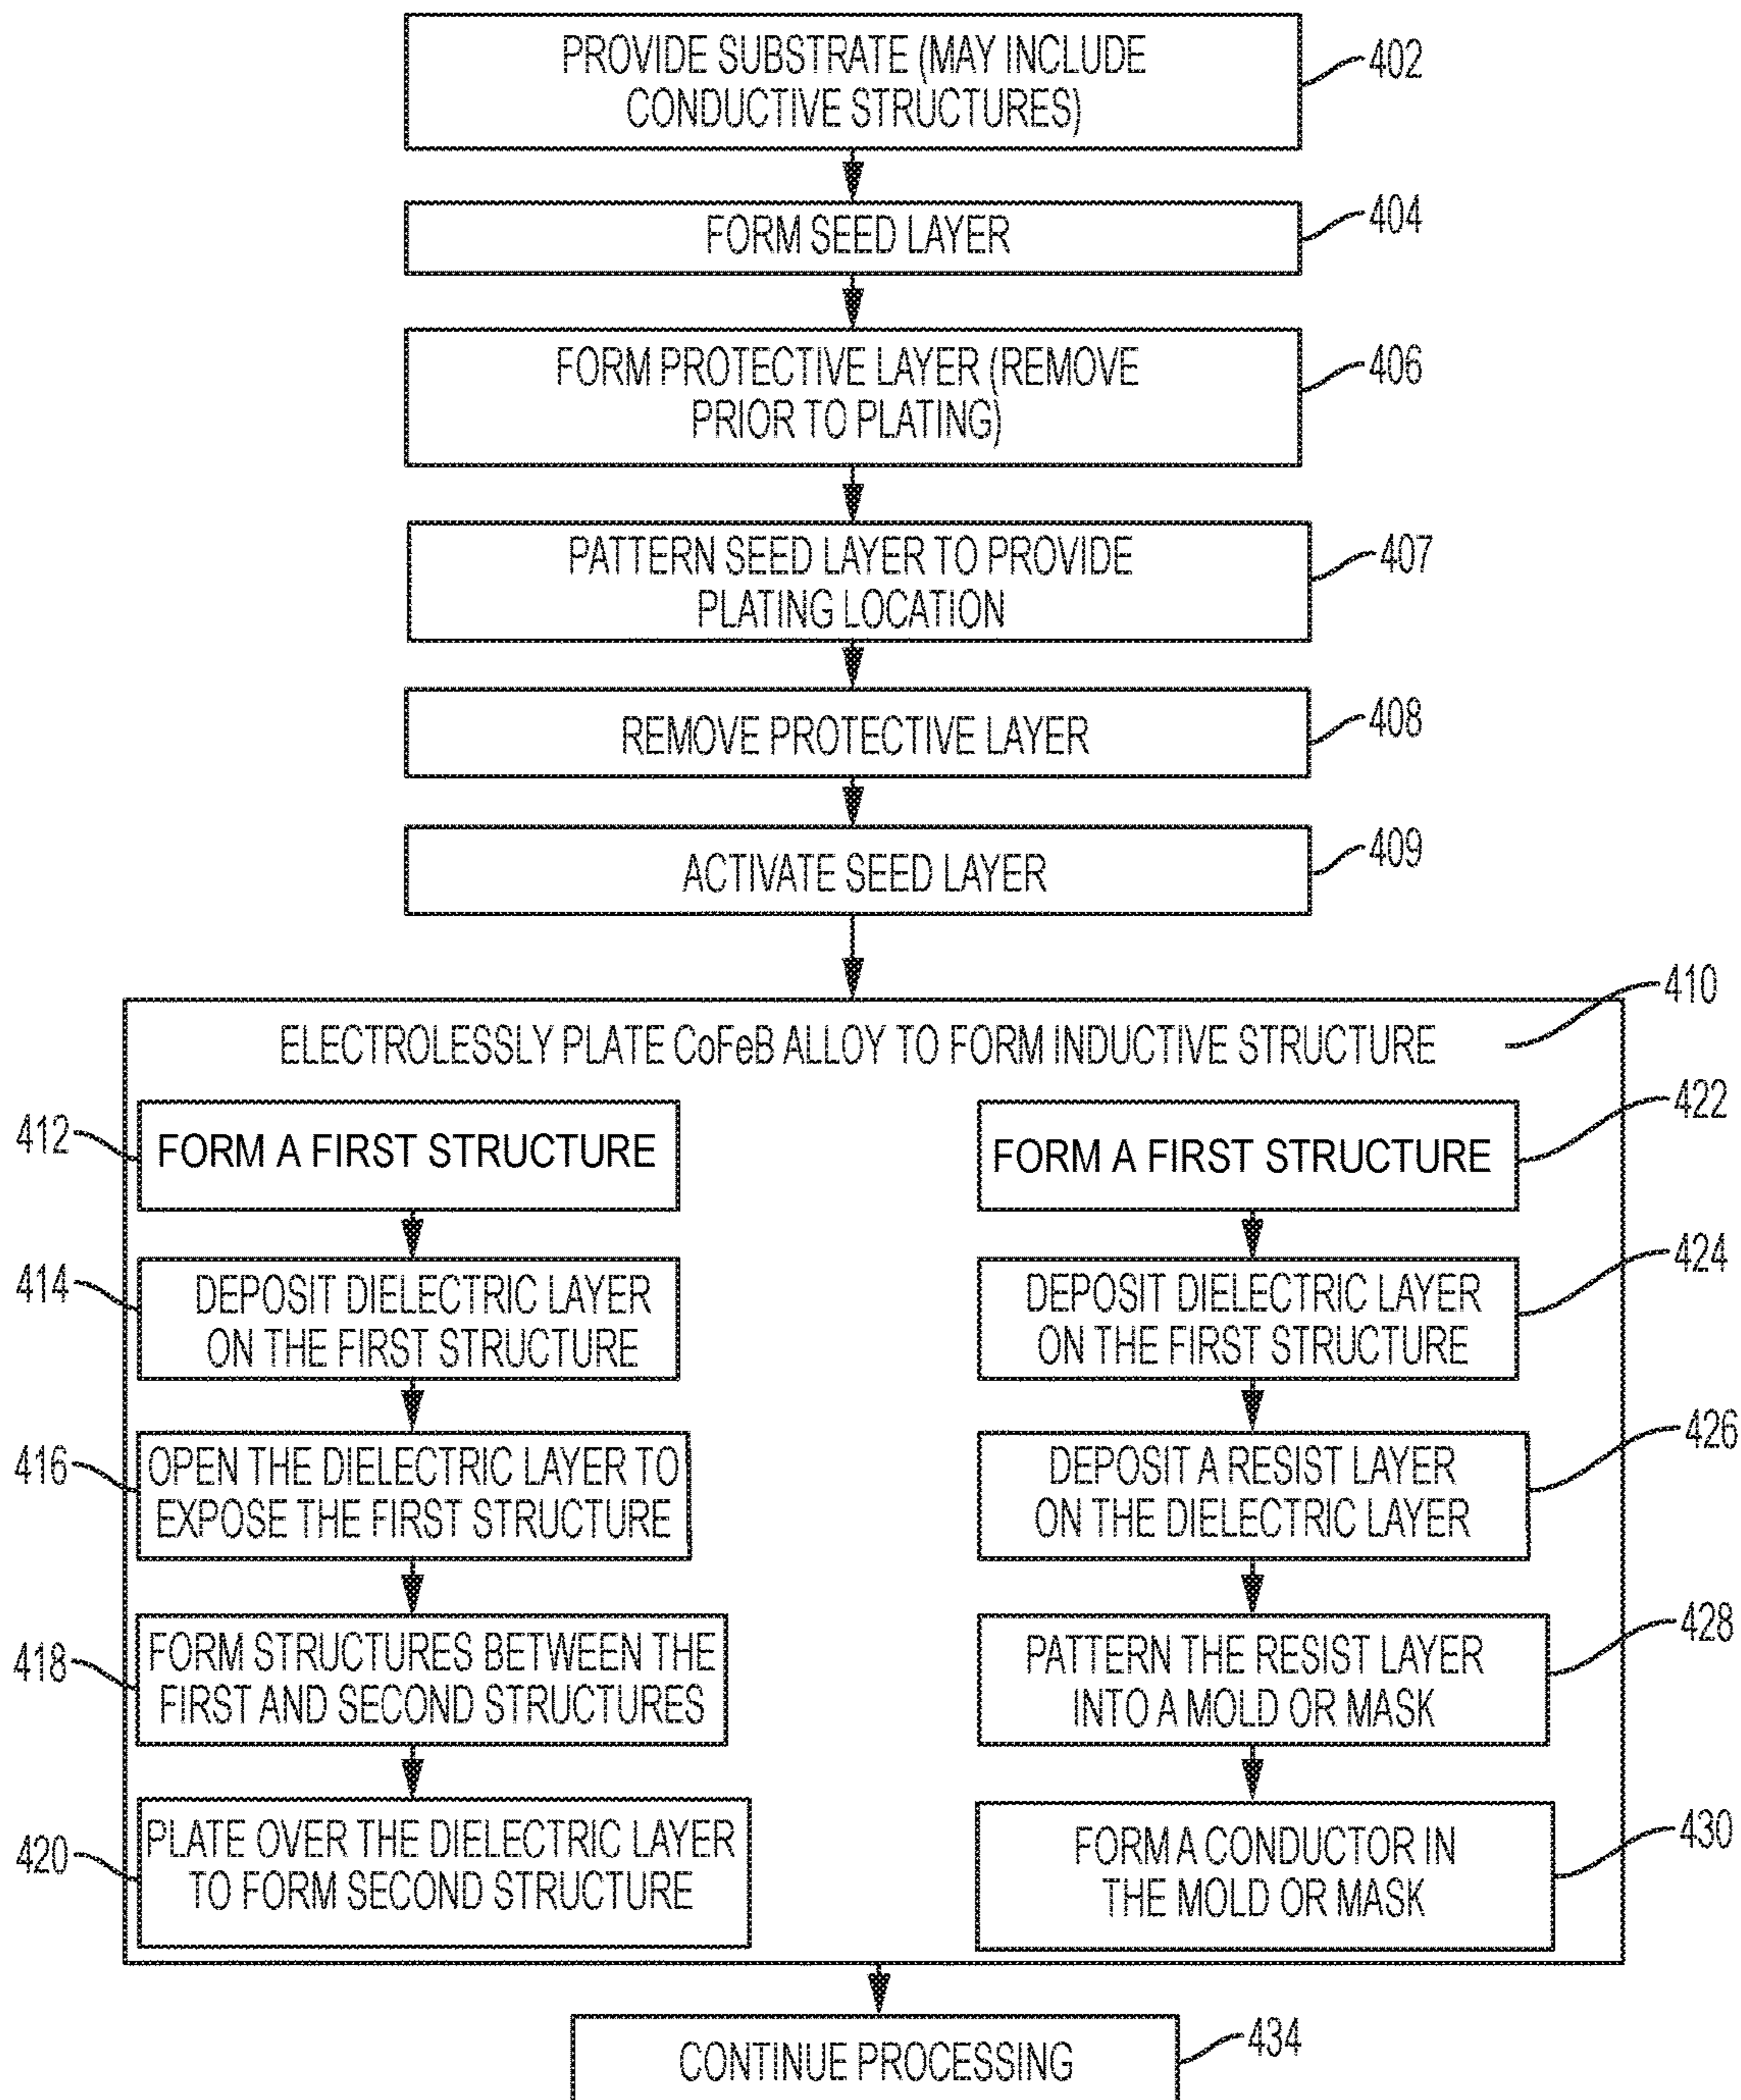 PROVIDE SUBSTRATE (MAY INCLUDE
CONDUCTIVE STRUCTURES)
402
FORM SEED LAYER
404
FORM PROTECTIVE LAYER (REMOVE
PRIOR TO PLATING)
406
PATTERN SEED LAYER TO PROVIDE
PLATING LOCATION
407
REMOVE PROTECTIVE LAYER
408
ACTIVATE SEED LAYER
409
410
ELECTROLESSLY PLATE CoFeB ALLOY TO FORM INDUCTIVE STRUCTURE
412
FORM A FIRST STRUCTURE
414
DEPOSIT DIELECTRIC LAYER
ON THE FIRST STRUCTURE
416
OPEN THE DIELECTRIC LAYER TO
EXPOSE THE FIRST STRUCTURE
418
FORM STRUCTURES BETWEEN THE
FIRST AND SECOND STRUCTURES
420
PLATE OVER THE DIELECTRIC LAYER
TO FORM SECOND STRUCTURE
FORM A FIRST STRUCTURE
422
DEPOSIT DIELECTRIC LAYER
ON THE FIRST STRUCTURE
424
DEPOSIT A RESIST LAYER
ON THE DIELECTRIC LAYER
426
PATTERN THE RESIST LAYER
INTO A MOLD OR MASK
428
FORM A CONDUCTOR IN
THE MOLD OR MASK
430
CONTINUE PROCESSING
434